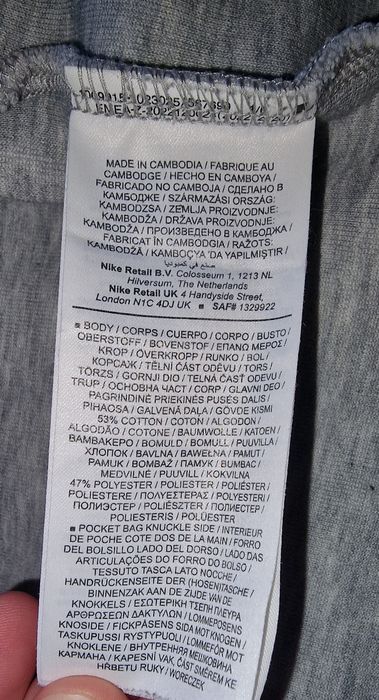 MADE IN CAMBODIA / FABRIQUE AU
CAMBODGE / HECHO EN CAMBOYA /
FABRICADO NO CAMBOJA / СДЕЛАНО В
КАМБОДЖЕ / SZÁRMAZÁSI ORSZÁG:
KAMBODZSA / ZEMLJA PROIZVODNJE:
KAMBODŽA / DRŽAVA PROIZVODNJE:
KAMBODŽA / ПРОИЗВЕДЕНО В КАМБОДЖА /
FABRICAT ÎN CAMBODGIA / RAŽOTS:
KAMBODŽĀ / KAMBOÇYA'DA YAPILMIŞTIR /
صنع في كمبوديا
Nike Retail B.V. Colosseum 1, 1213 NL
Hilversum, The Netherlands
Nike Retail UK 4 Handyside Street,
London N1C 4DJ UK ■ SAF# 1329922
■ BODY / CORPS / CUERPO / CORPO / BUSTO /
OBERSTOFF / BOVENSTOF / ΕΠΑΝΩ ΜΕΡΟΣ /
KROP / ÖVERKROPP / RUNKO / BOL /
КОРСАЖ / TĚLNÍ ČÁST ODĚVU / TORS /
TÖRZS / GORNJI DIO / TELNÁ ČASŤ ODEVU /
TRUP / ОСНОВНА ЧАСТ / CORP / GLAVNI DEO /
PAGRINDINĖ PRIEKINĖS PUSĖS DALIS /
PIHAOSA / GALVENĀ DAĻA / GÖVDE KISMI
53% COTTON / COTON / ALGODÓN /
ALGODÃO / COTONE / BAUMWOLLE / KATOEN /
ΒΑΜΒΑΚΕΡΟ / BOMULD / BOMULL / PUUVILLA /
ХЛОПОК / BAVLNA / BAWEŁNA / PAMUT /
PAMUK / BOMBAŽ / ПАМУК / BUMBAC /
MEDVILNĖ / PUUVILL / KOKVILNA
47% POLYESTER / POLIESTER / POLIÉSTER /
POLIESTERE / ΠΟΛΥΕΣΤΕΡΑΣ / POLYESTERI /
ПОЛИЭСТЕР / POLIÉSZTER / ПОЛИЕСТЕР /
POLIESTERIS / POLÜESTER
■ POCKET BAG KNUCKLE SIDE / INTERIEUR
DE POCHE COTE DOS DE LA MAIN / FORRO
DEL BOLSILLO LADO DEL DORSO / LADO DAS
ARTICULAÇÕES DO FORRO DO BOLSO /
TESSUTO TASCA LATO NOCCHE /
HANDRÜCKENSEITE DER (HOSEN)TASCHE /
BINNENZAK AAN DE ZIJDE VAN DE
KNOKKELS / ΕΣΩΤΕΡΙΚΗ ΤΣΕΠΗ ΠΛΕΥΡΑ
ΑΡΘΡΩΣΕΩΝ ΔΑΚΤΥΛΩΝ / LOMMEPOSENS
KNOSIDE / FICKPÅSENS SIDA MOT KNOGEN /
TASKUPUSSI RYSTYPUOLI / LOMMEFÔR MOT
KNOKLENE / ВНУТРЕННЯЯ МЕШКОВИНА
КАРМАНА / KAPESNÍ VAK, ČÁST SMĚREM KE
HŘBETU RUKY / WORECZEK